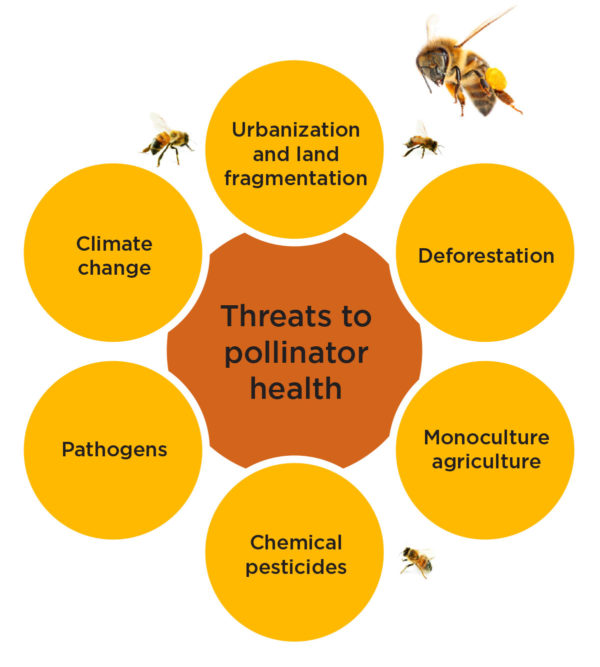 Urbanization
and land
fragmentation
Climate
change
Deforestation
Threats to
pollinator
health
Pathogens
Monoculture
agriculture
Chemical
pesticides